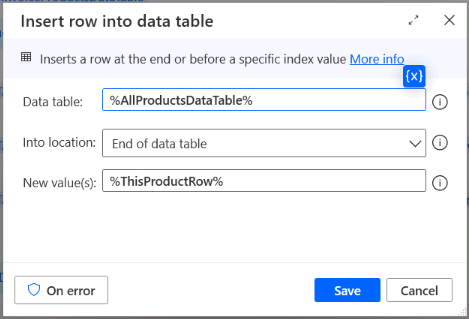 Insert row into data table
Inserts a row at the end or before a specific index value More info
{x}
Data table: %AllProductsDataTable%
Into location: End of data table
New value(s): %ThisProductRow%
On error Save Cancel